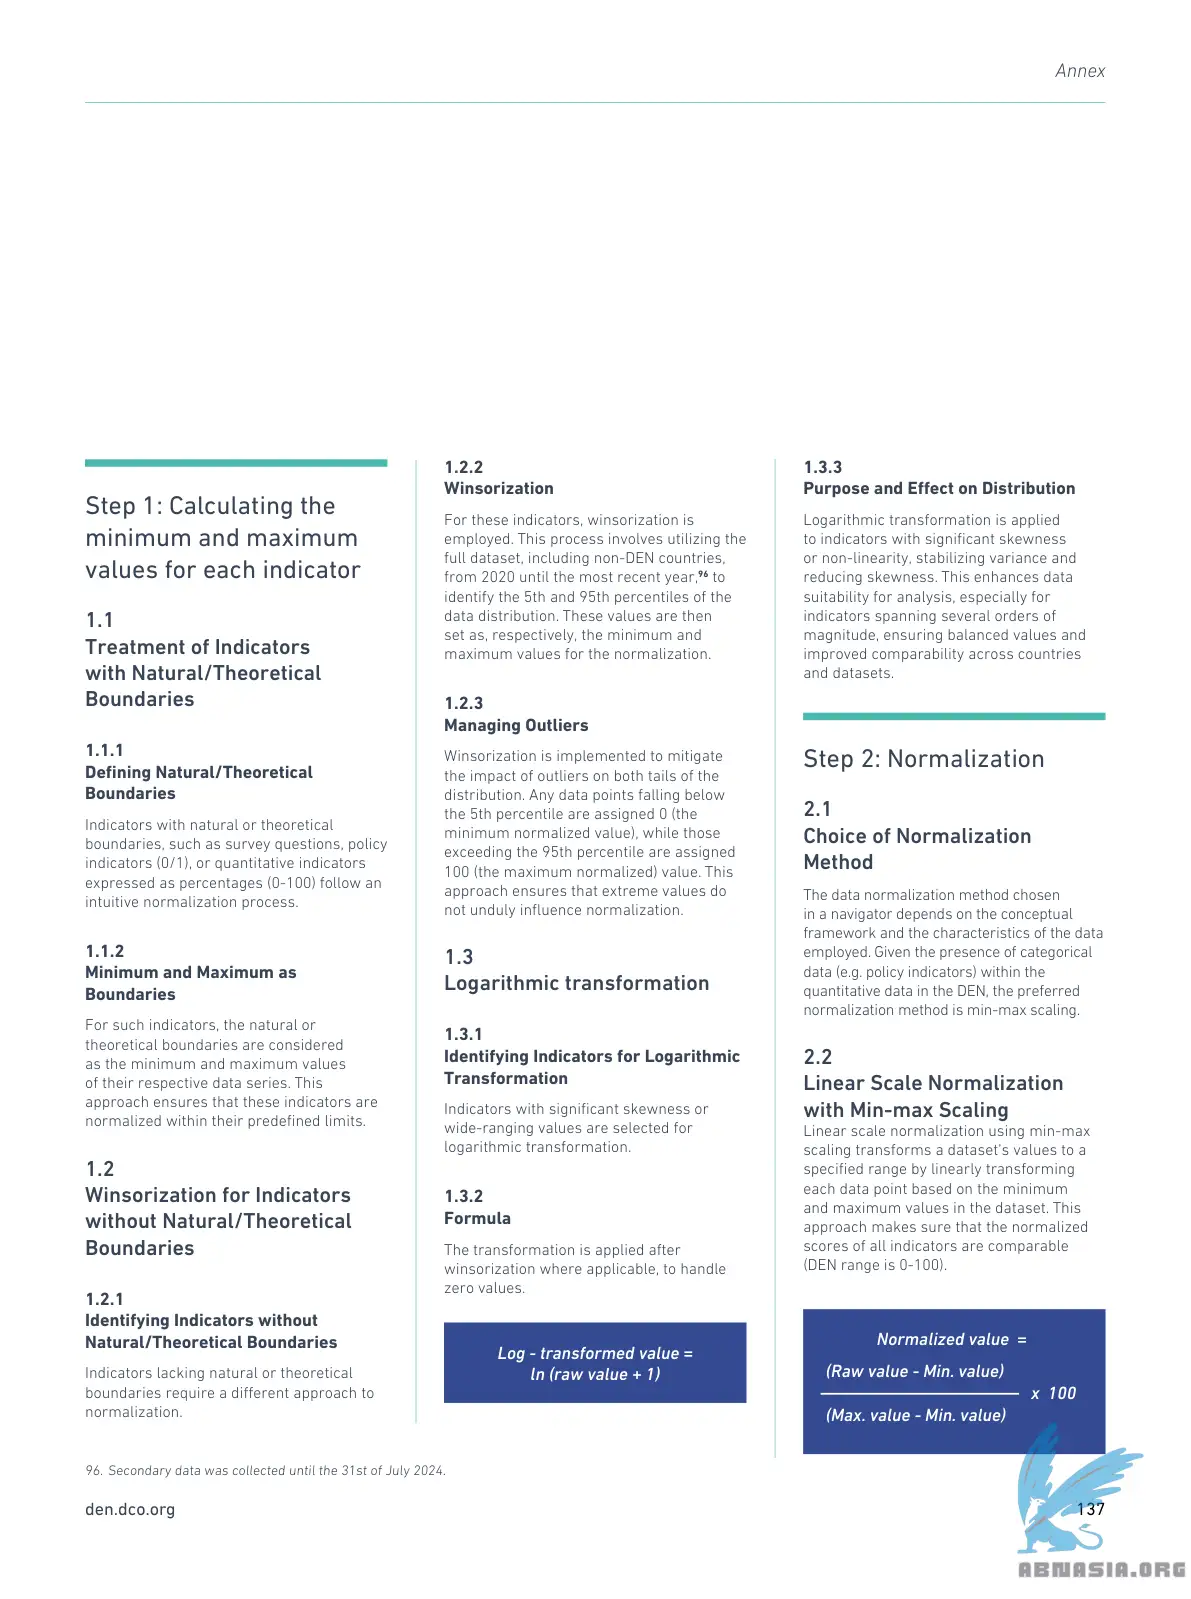 Annex
Step 1: Calculating the
minimum and maximum
values for each indicator
1.1
Treatment of Indicators
with Natural/Theoretical
Boundaries
1.1.1
Defining Natural/Theoretical
Boundaries
Indicators with natural or theoretical
boundaries, such as survey questions, policy
indicators (0/1), or quantitative indicators
expressed as percentages (0-100) follow an
intuitive normalization process.
1.1.2
Minimum and Maximum as
Boundaries
For such indicators, the natural or
theoretical boundaries are considered
as the minimum and maximum values
of their respective data series. This
approach ensures that these indicators are
normalized within their predefined limits.
1.2
Winsorization for Indicators
without Natural/Theoretical
Boundaries
1.2.1
Identifying Indicators without
Natural/Theoretical Boundaries
Indicators lacking natural or theoretical
boundaries require a different approach to
normalization.
1.2.2
Winsorization
For these indicators, winsorization is
employed. This process involves utilizing the
full dataset, including non-DEN countries,
from 2020 until the most recent year,⁹⁶ to
identify the 5th and 95th percentiles of the
data distribution. These values are then
set as, respectively, the minimum and
maximum values for the normalization.
1.2.3
Managing Outliers
Winsorization is implemented to mitigate
the impact of outliers on both tails of the
distribution. Any data points falling below
the 5th percentile are assigned 0 (the
minimum normalized value), while those
exceeding the 95th percentile are assigned
100 (the maximum normalized) value. This
approach ensures that extreme values do
not unduly influence normalization.
1.3
Logarithmic transformation
1.3.1
Identifying Indicators for Logarithmic
Transformation
Indicators with significant skewness or
wide-ranging values are selected for
logarithmic transformation.
1.3.2
Formula
The transformation is applied after
winsorization where applicable, to handle
zero values.
Log - transformed value =
ln (raw value + 1)
1.3.3
Purpose and Effect on Distribution
Logarithmic transformation is applied
to indicators with significant skewness
or non-linearity, stabilizing variance and
reducing skewness. This enhances data
suitability for analysis, especially for
indicators spanning several orders of
magnitude, ensuring balanced values and
improved comparability across countries
and datasets.
Step 2: Normalization
2.1
Choice of Normalization
Method
The data normalization method chosen
in a navigator depends on the conceptual
framework and the characteristics of the data
employed. Given the presence of categorical
data (e.g. policy indicators) within the
quantitative data in the DEN, the preferred
normalization method is min-max scaling.
2.2
Linear Scale Normalization
with Min-max Scaling
Linear scale normalization using min-max
scaling transforms a dataset's values to a
specified range by linearly transforming
each data point based on the minimum
and maximum values in the dataset. This
approach makes sure that the normalized
scores of all indicators are comparable
(DEN range is 0-100).
Normalized value =
(Raw value - Min. value)
x 100
(Max. value - Min. value)
96. Secondary data was collected until the 31st of July 2024.
den.dco.org
137
ABNASIA.ORG